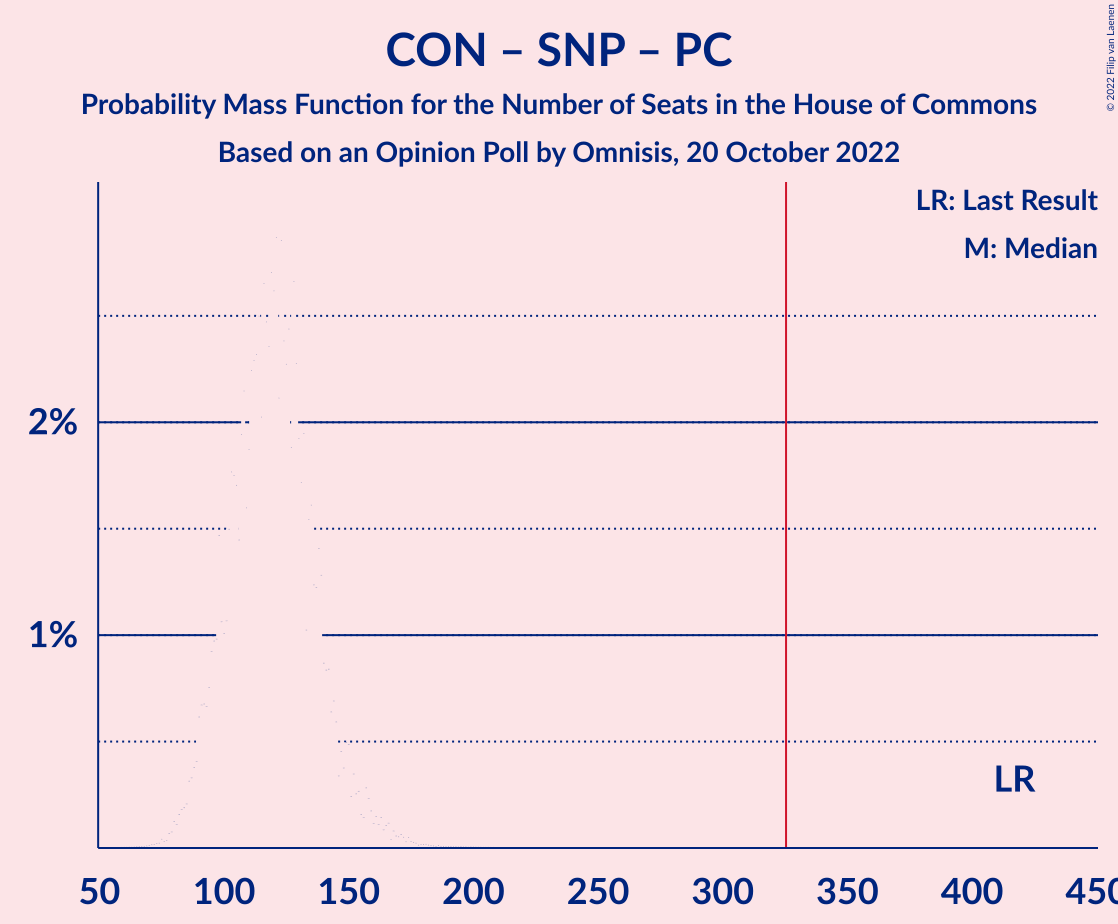 CON – SNP – PC
Probability Mass Function for the Number of Seats in the House of Commons
Based on an Opinion Poll by Omnisis, 20 October 2022
© 2022 Filip van Laenen
LR: Last Result
M: Median
2%
1%
LR
50 100 150 200 250 300 350 400 450